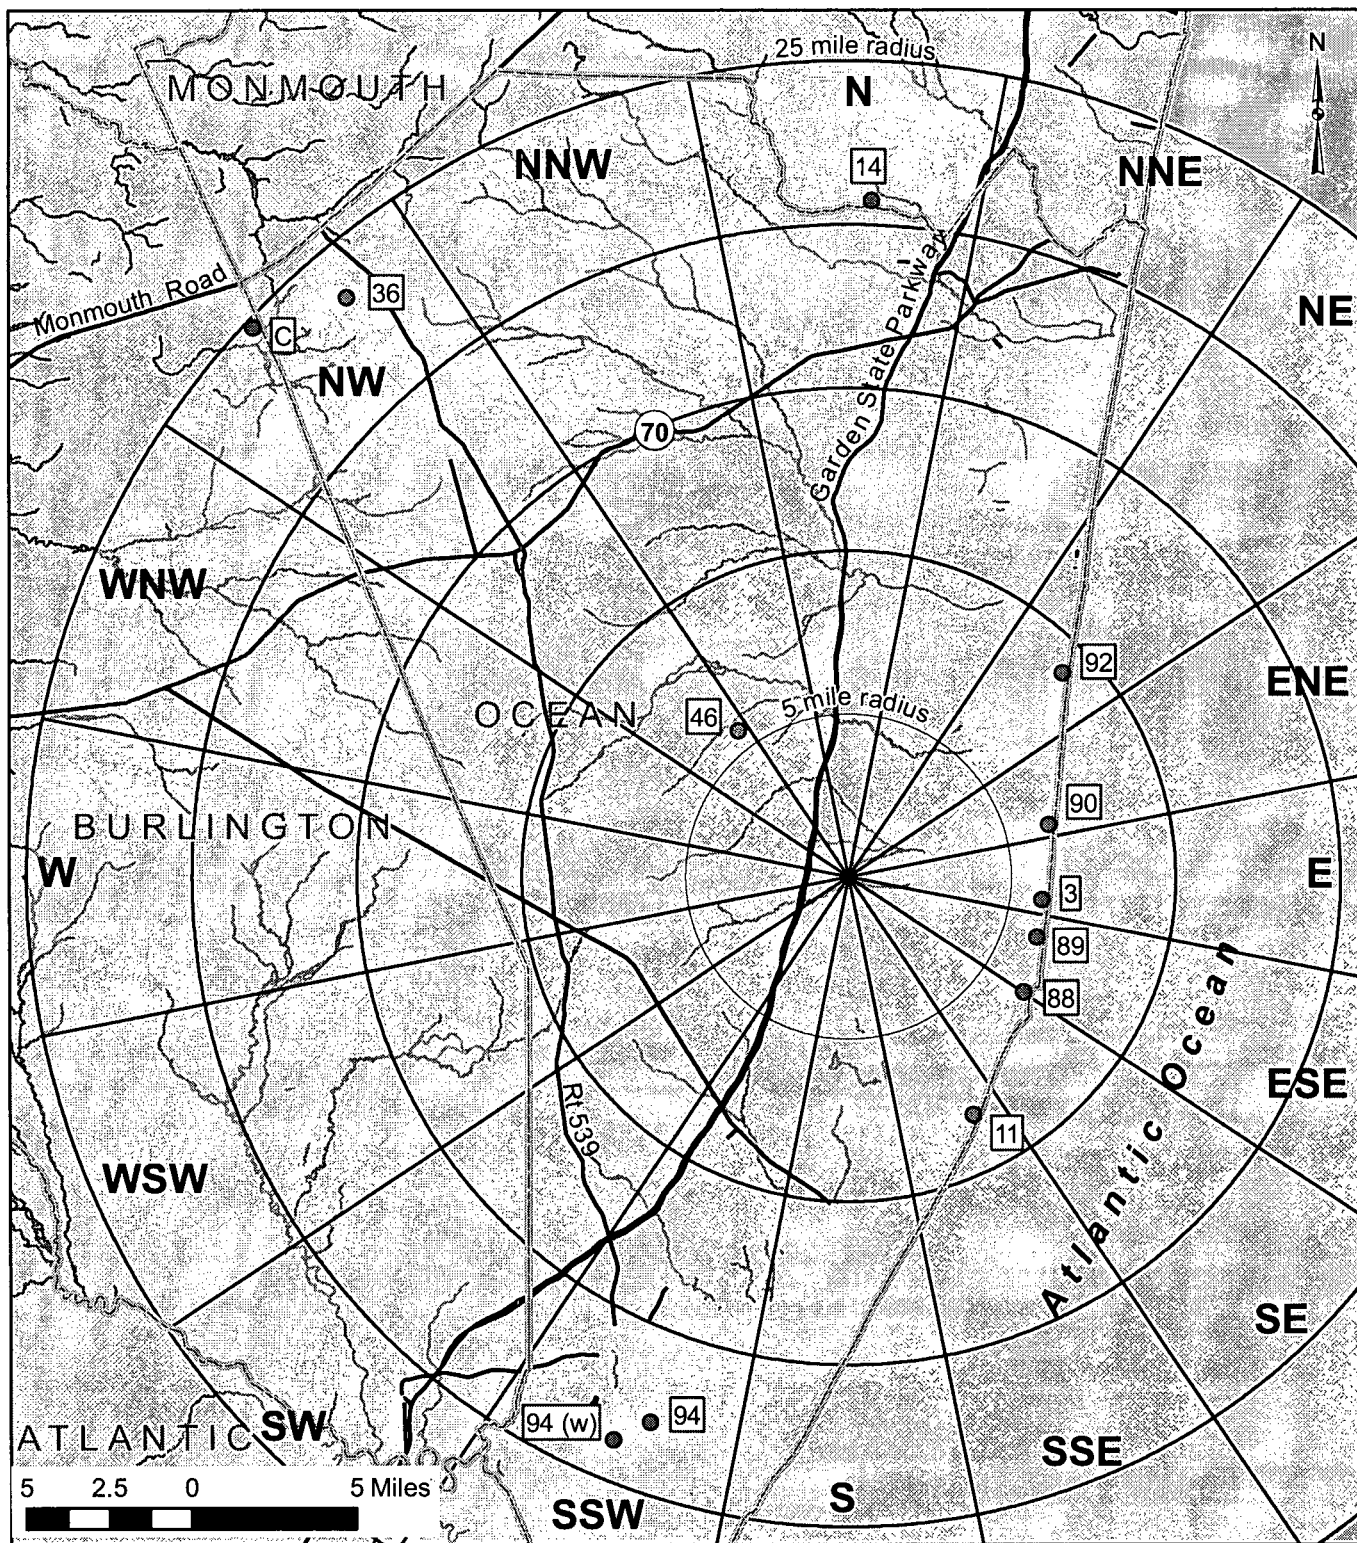 25 mile radius
N
MONMOUTH
N
NNW
14
NNE
Monmouth Road
36
C
NE
NW
Garden State Parkway
70
WNW
92
ENE
OCEAN
46
5 mile radius
90
BURLINGTON
W
E
3
89
88
Atlantic Ocean
ESE
Rt 539
11
WSW
SE
94 (w)
94
ATLANTIC
SW
SSE
5 2.5 0 5 Miles
S
SSW